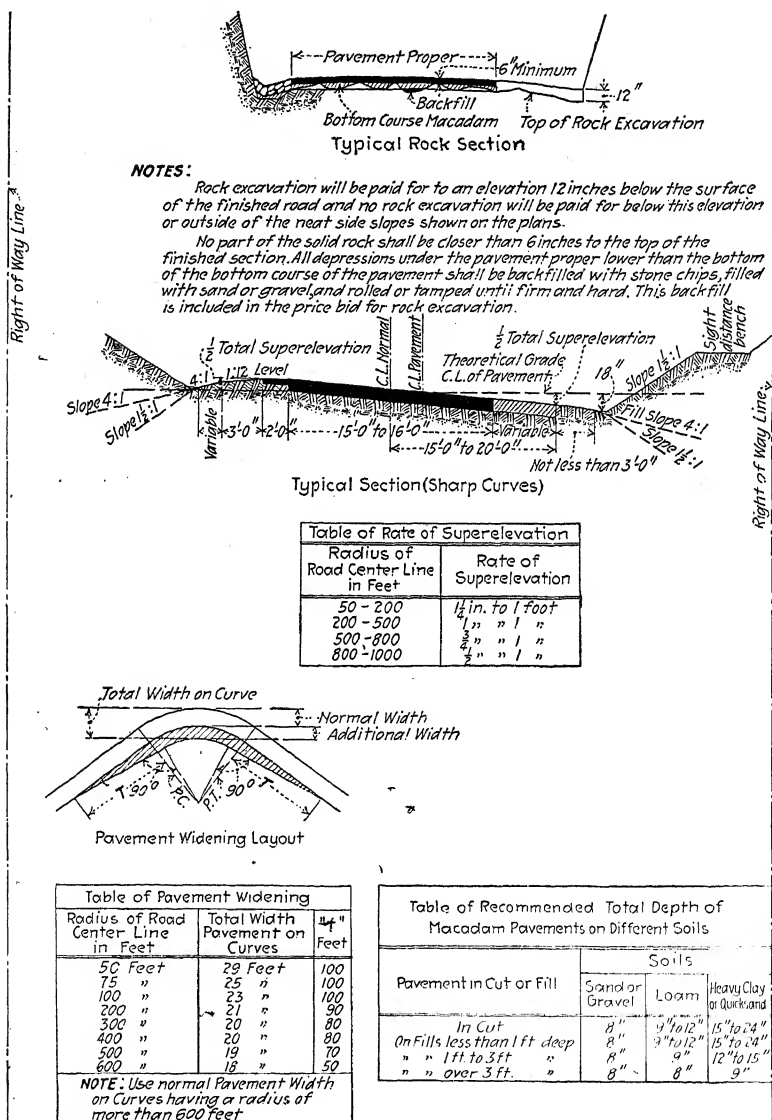 Pavement Proper
6" Minimum
12"
Backfill
Bottom Course Macadam
Top of Rock Excavation
Typical Rock Section
Right of Way Line
NOTES:
Rock excavation will be paid for to an elevation 12 inches below the surface
of the finished road and no rock excavation will be paid for below this elevation
or outside of the neat side slopes shown on the plans.
No part of the solid rock shall be closer than 6 inches to the top of the
finished section. All depressions under the pavement proper lower than the bottom
of the bottom course of the pavement shall be backfilled with stone chips, filled
with sand or gravel, and rolled or tamped until firm and hard. This backfill
is included in the price bid for rock excavation.
½ Total Superelevation
4:1
1:12
Level
C.L. Normal
C.L. Pavement
½ Total Superelevation
Theoretical Grade
C.L. of Pavement
18"
Slope 1½:1
Sight
distance
bench
Slope 4:1
Slope 1½:1
Fill Slope 4:1
Slope 1½:1
Variable
3'-0"
2'-0"
15'-0" to 16'-0"
Variable
15'-0" to 20'-0"
Not less than 3'-0"
Typical Section (Sharp Curves)
Right of Way Line
Table of Rate of Superelevation
Radius of
Road Center Line
in Feet
Rate of
Superelevation
50 - 200 1¼ in. to 1 foot
200 - 500 1 " " 1 "
500 - 800 ¾ " " 1 "
800 - 1000 ½ " " 1 "
Total Width on Curve
Normal Width
Additional Width
T
90°
P.C.
P.T.
90°
T
Pavement Widening Layout
Table of Pavement Widening
Radius of Road
Center Line
in Feet
Total Width
Pavement on
Curves
Feet
50 Feet 29 Feet 100
75 " 25 " 100
100 " 23 " 100
200 " 21 " 90
300 " 20 " 80
400 " 20 " 80
500 " 19 " 70
600 " 18 " 50
NOTE: Use normal Pavement Width
on Curves having a radius of
more than 600 feet
Table of Recommended Total Depth of
Macadam Pavements on Different Soils
Pavement in Cut or Fill
Soils
Sand or
Gravel
Loam
Heavy Clay
or Quicksand
In Cut 8" 9" to 12" 15" to 24"
On Fills less than 1 ft deep 8" 9" to 12" 15" to 24"
" " 1 ft. to 3 ft " 8" 9" 12" to 15"
" " over 3 ft. " 8" 8" 9"